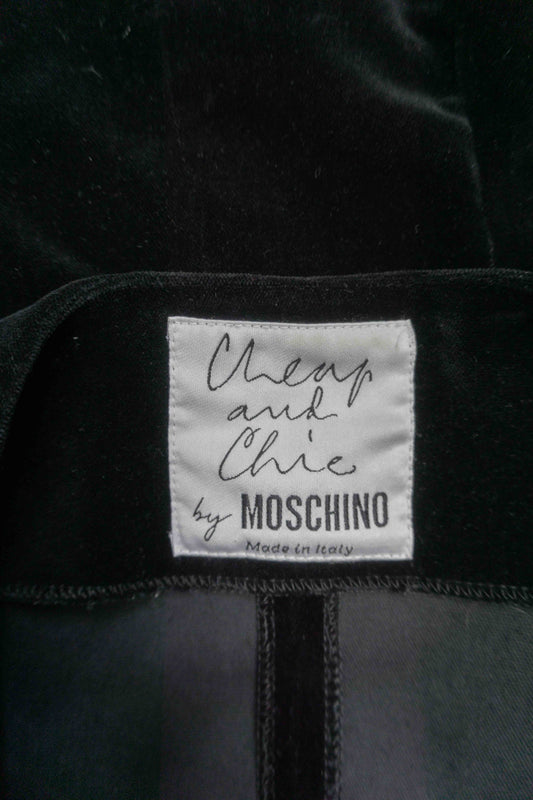 Cheap
and
Chic
by MOSCHINO
Made in Italy